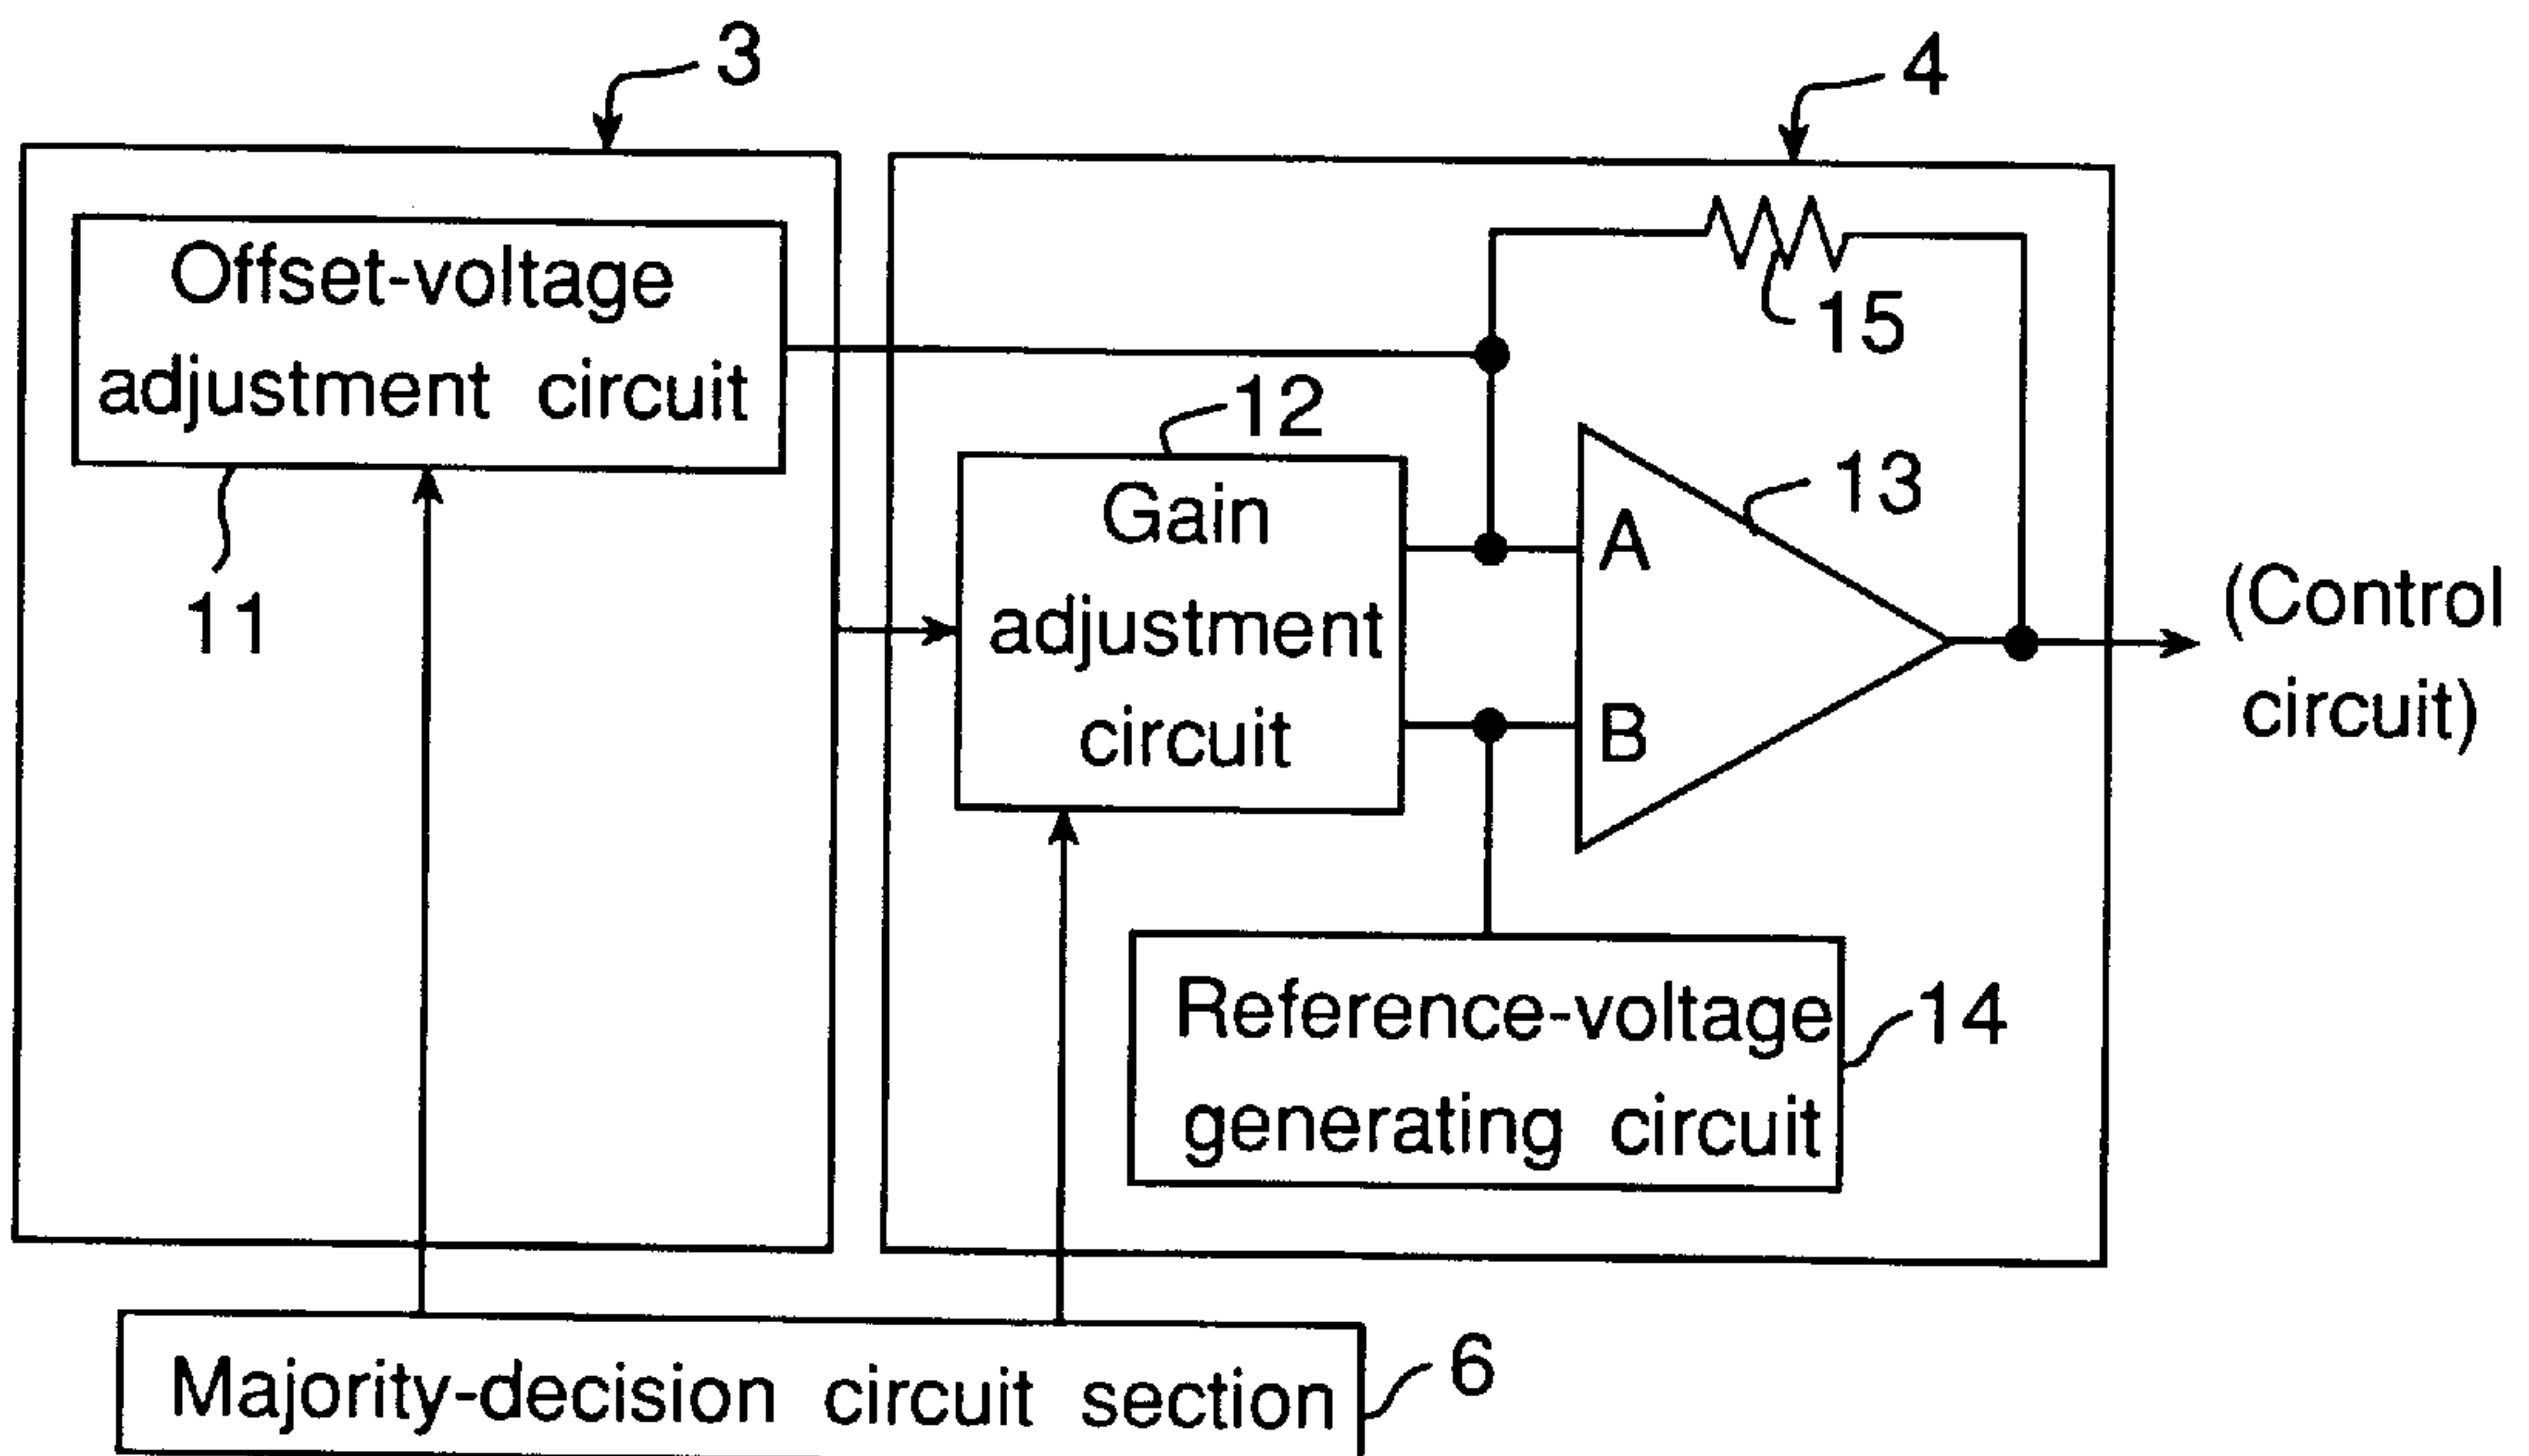 3
4
Offset-voltage
adjustment circuit
11
15
12
Gain
adjustment
circuit
13
A
B
(Control
circuit)
Reference-voltage
generating circuit
14
Majority-decision circuit section
6